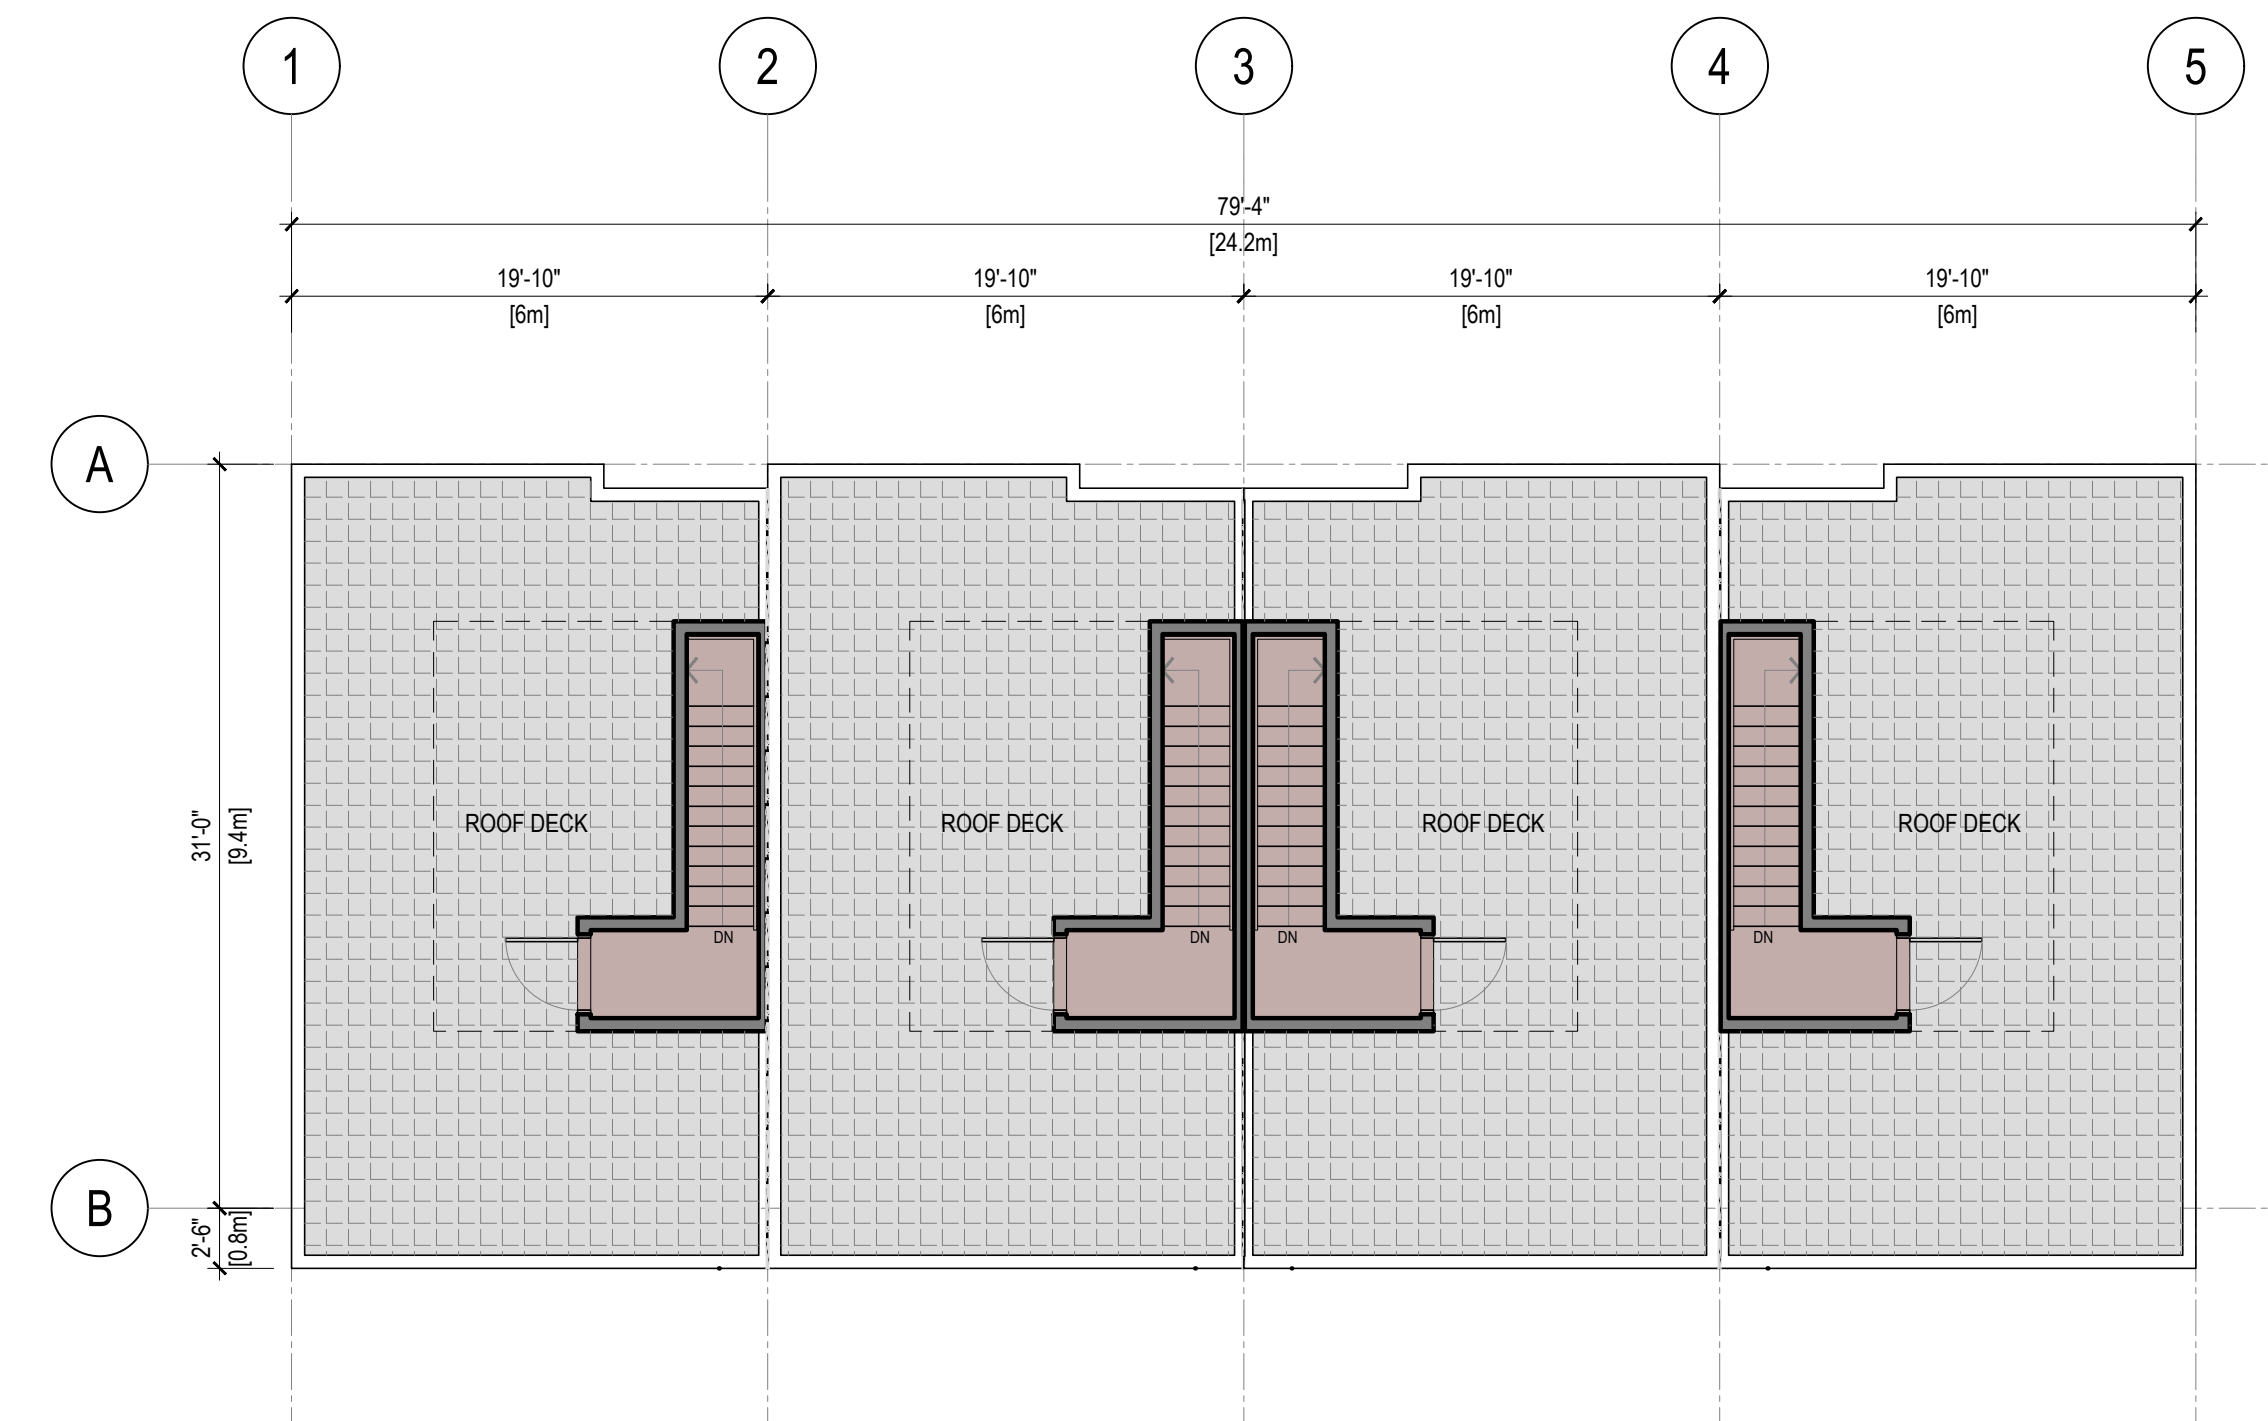 1 2 3 4 5
79'-4"
[24.2m]
19'-10" 19'-10" 19'-10" 19'-10"
[6m] [6m] [6m] [6m]
A
31'-0"
[9.4m]
ROOF DECK ROOF DECK ROOF DECK ROOF DECK
DN DN DN DN
B
2'-6"
[0.8m]